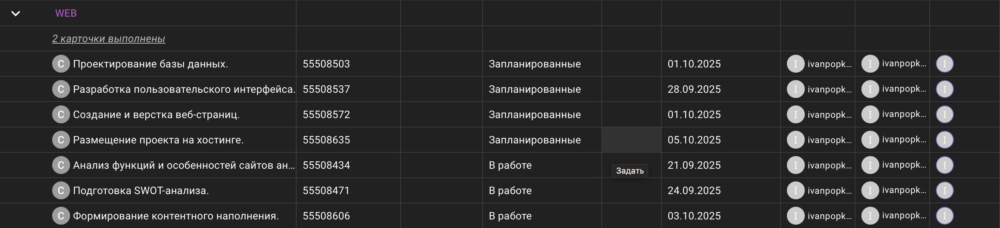 WEB
2 карточки выполнены
C Проектирование базы данных. 55508503 Запланированные 01.10.2025 I ivanpopk... I ivanpopk... I
C Разработка пользовательского интерфейса. 55508537 Запланированные 28.09.2025 I ivanpopk... I ivanpopk... I
C Создание и верстка веб-страниц. 55508572 Запланированные 01.10.2025 I ivanpopk... I ivanpopk... I
C Размещение проекта на хостинге. 55508635 Запланированные 05.10.2025 I ivanpopk... I ivanpopk... I
C Анализ функций и особенностей сайтов ан... 55508434 В работе 21.09.2025 I ivanpopk... I ivanpopk... I
Задать
C Подготовка SWOT-анализа. 55508471 В работе 24.09.2025 I ivanpopk... I ivanpopk... I
C Формирование контентного наполнения. 55508606 В работе 03.10.2025 I ivanpopk... I ivanpopk... I